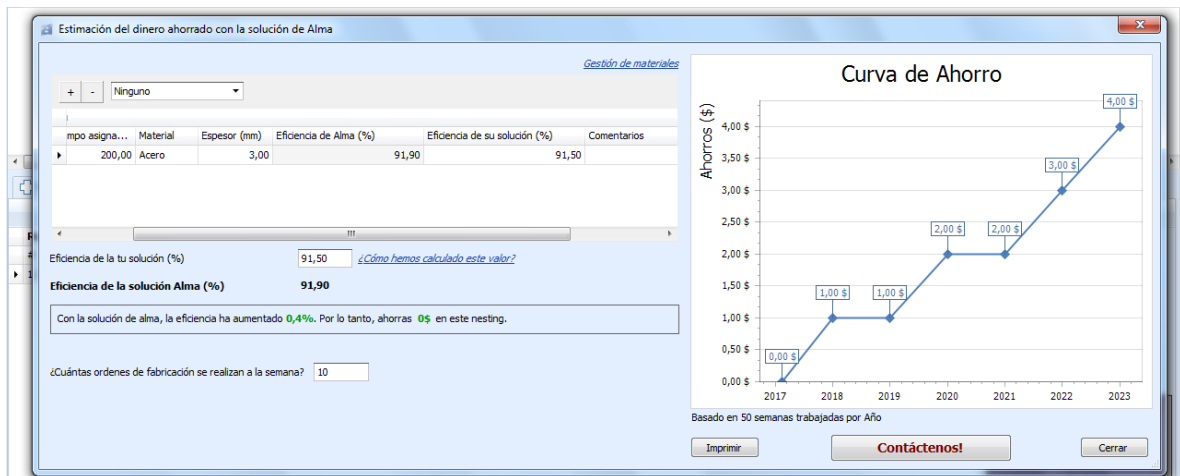 Estimación del dinero ahorrado con la solución de Alma
x
Gestión de materiales
+ - Ninguno
mpo asigna... Material Espesor (mm) Eficiencia de Alma (%) Eficiencia de su solución (%) Comentarios
200,00 Acero 3,00 91,90 91,50
Eficiencia de la tu solución (%) 91,50 ¿Cómo hemos calculado este valor?
Eficiencia de la solución Alma (%) 91,90
Con la solución de alma, la eficiencia ha aumentado 0,4%. Por lo tanto, ahorras 0$ en este nesting.
¿Cuántas ordenes de fabricación se realizan a la semana? 10
Curva de Ahorro
Ahorros ($)
4,00 $
3,50 $
3,00 $
2,50 $
2,00 $
1,50 $
1,00 $
0,50 $
0,00 $
0,00 $
1,00 $
1,00 $
2,00 $
2,00 $
3,00 $
4,00 $
2017 2018 2019 2020 2021 2022 2023
Basado en 50 semanas trabajadas por Año
Imprimir Contáctenos! Cerrar